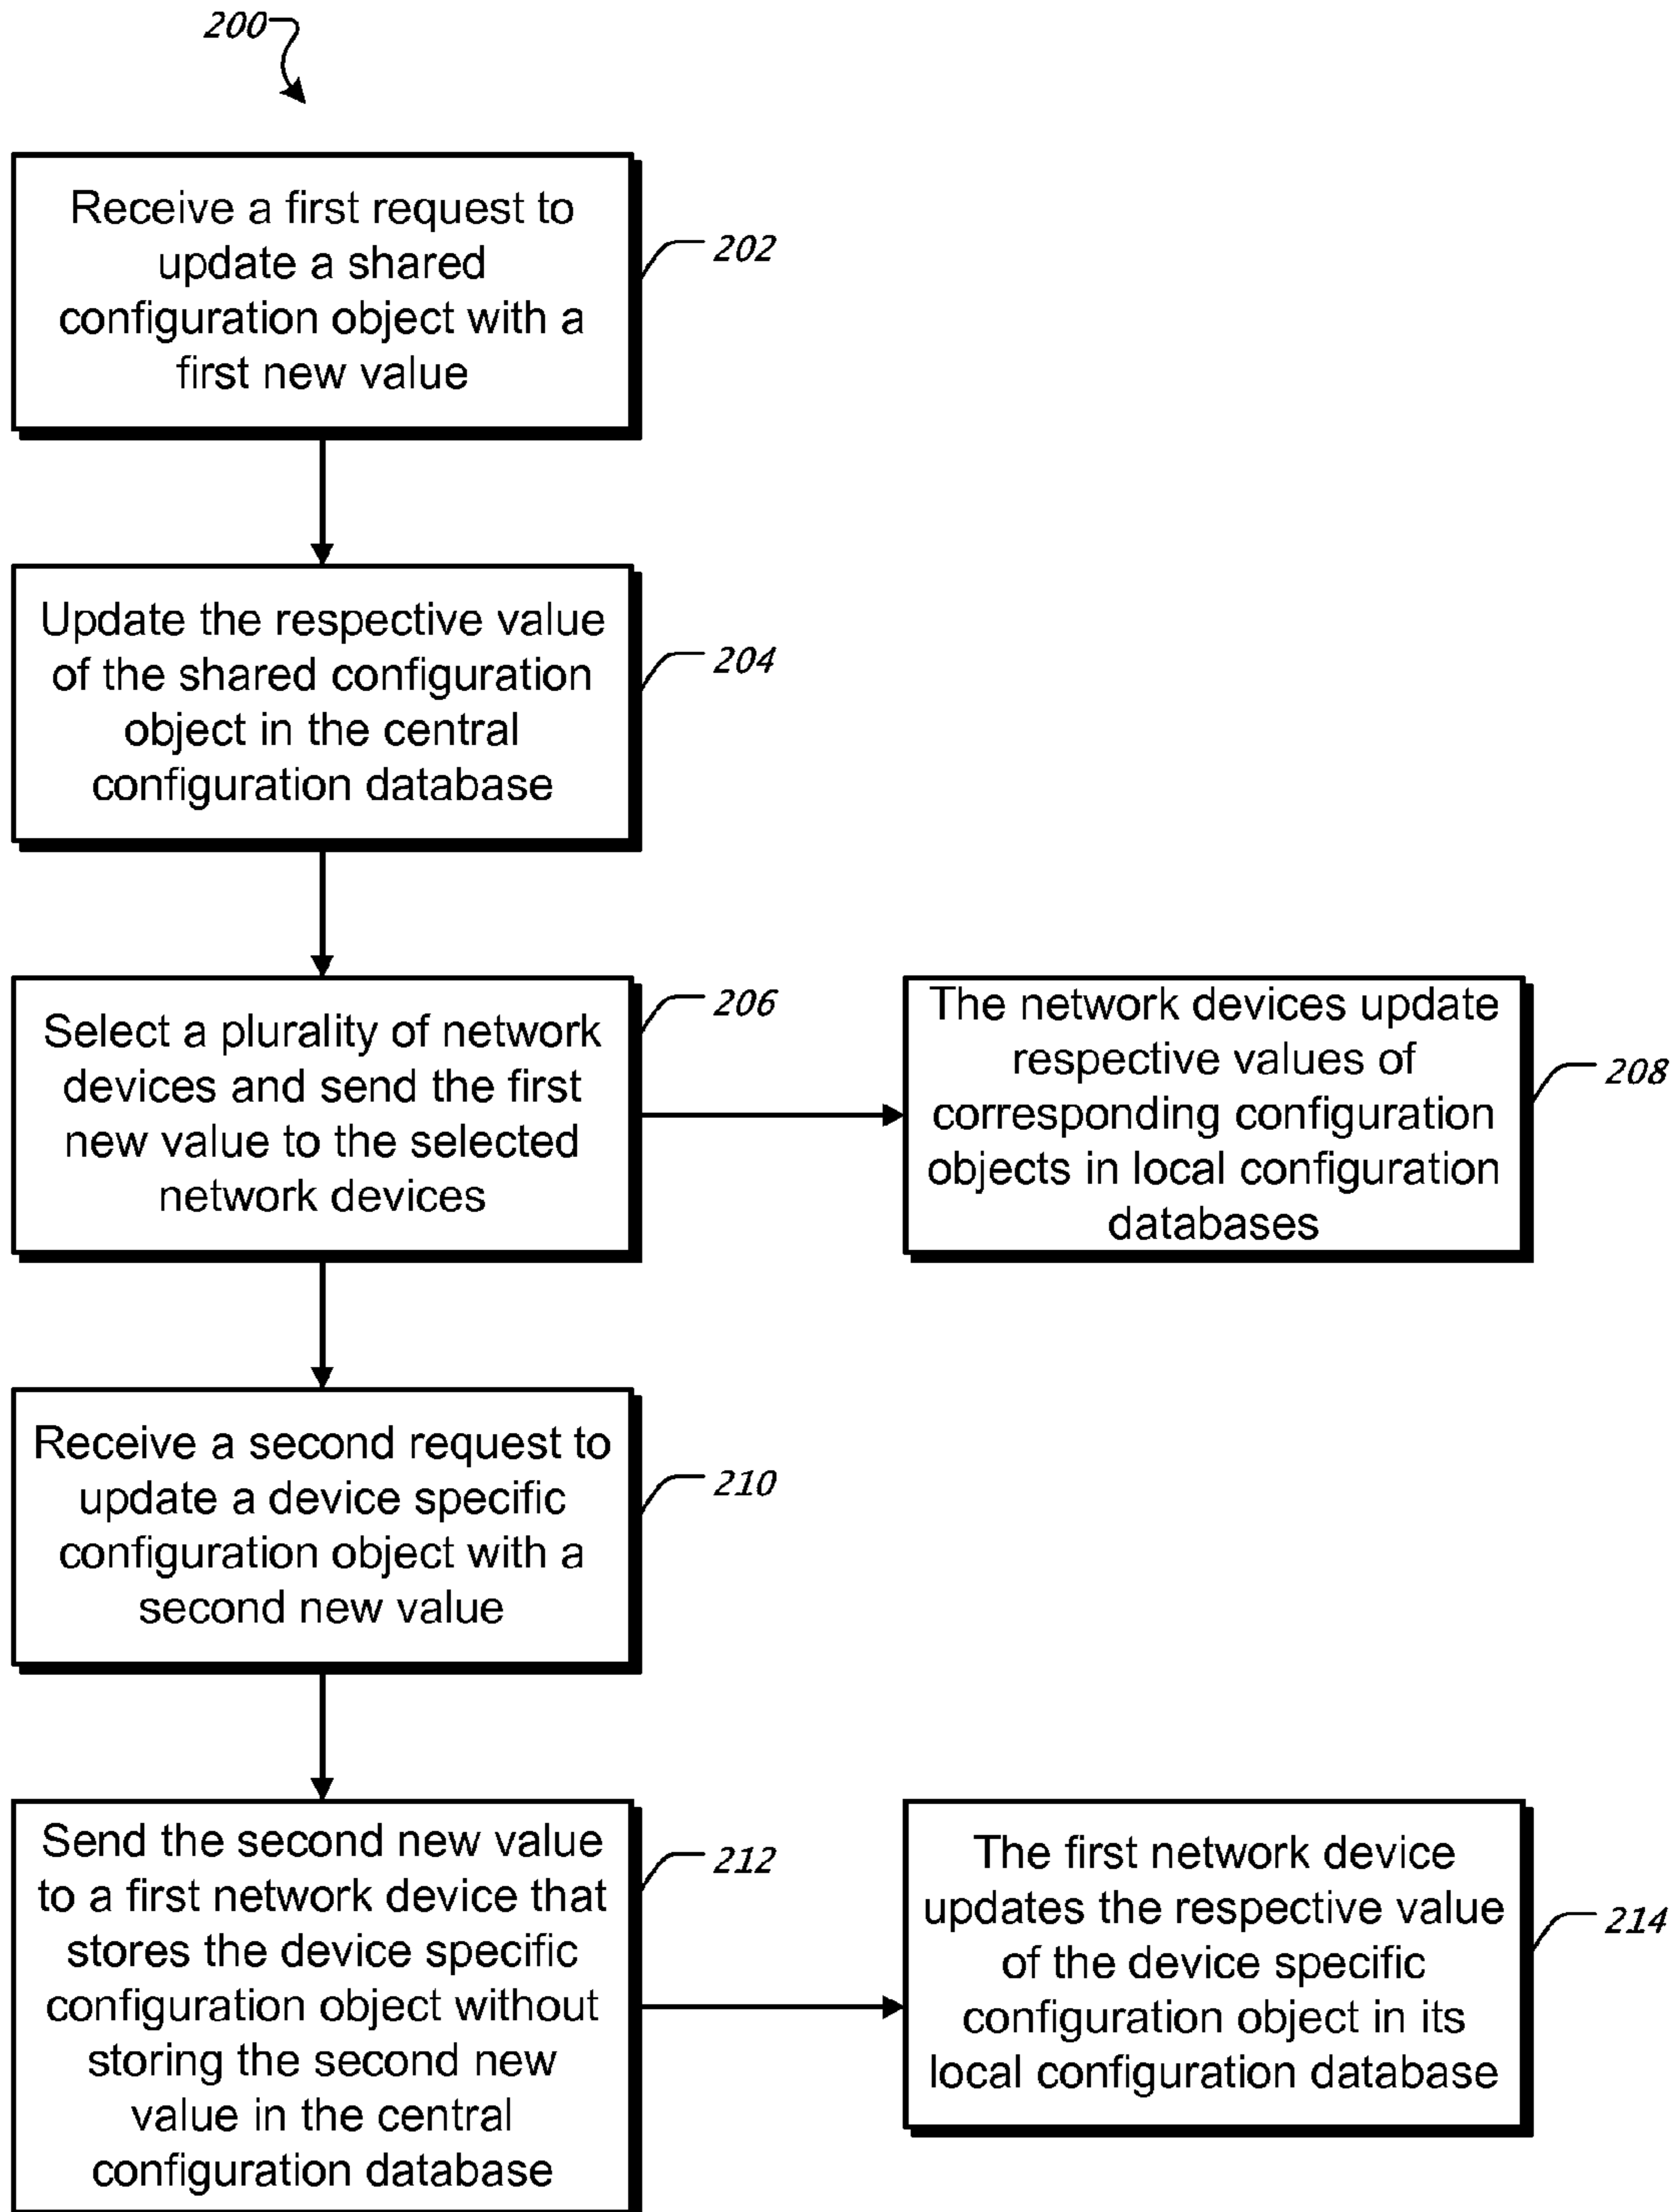 200
Receive a first request to
update a shared
configuration object with a
first new value
202
Update the respective value
of the shared configuration
object in the central
configuration database
204
Select a plurality of network
devices and send the first
new value to the selected
network devices
206
The network devices update
respective values of
corresponding configuration
objects in local configuration
databases
208
Receive a second request to
update a device specific
configuration object with a
second new value
210
Send the second new value
to a first network device that
stores the device specific
configuration object without
storing the second new
value in the central
configuration database
212
The first network device
updates the respective value
of the device specific
configuration object in its
local configuration database
214